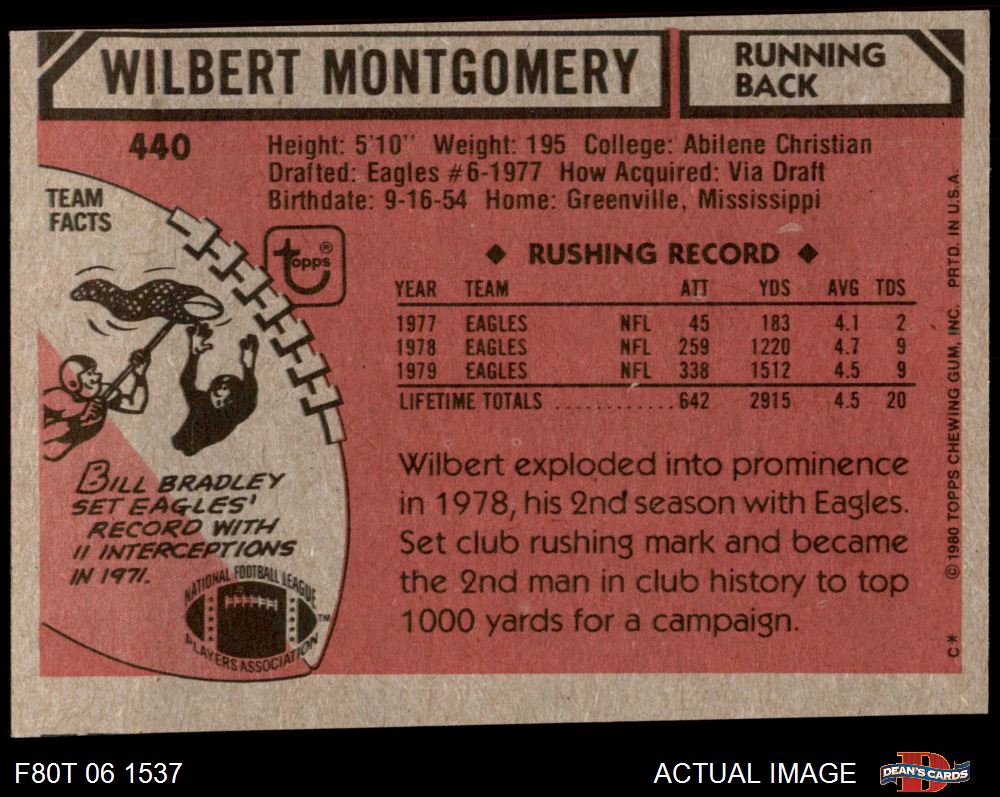 WILBERT MONTGOMERY
RUNNING
BACK
440
Height: 5'10" Weight: 195 College: Abilene Christian
Drafted: Eagles #6-1977 How Acquired: Via Draft
Birthdate: 9-16-54 Home: Greenville, Mississippi
TEAM
FACTS
topps®
◆ RUSHING RECORD ◆
YEAR TEAM ATT YDS AVG TDS
1977 EAGLES NFL 45 183 4.1 2
1978 EAGLES NFL 259 1220 4.7 9
1979 EAGLES NFL 338 1512 4.5 9
LIFETIME TOTALS ............642 2915 4.5 20
Wilbert exploded into prominence
in 1978, his 2nd season with Eagles.
Set club rushing mark and became
the 2nd man in club history to top
1000 yards for a campaign.
BILL BRADLEY
SET EAGLES'
RECORD WITH
11 INTERCEPTIONS
IN 1971.
NATIONAL FOOTBALL LEAGUE
PLAYERS ASSOCIATION
TM
C* © 1980 TOPPS CHEWING GUM, INC. PRTD. IN U.S.A.
F80T 06 1537
ACTUAL IMAGE
D
DEAN'S CARDS